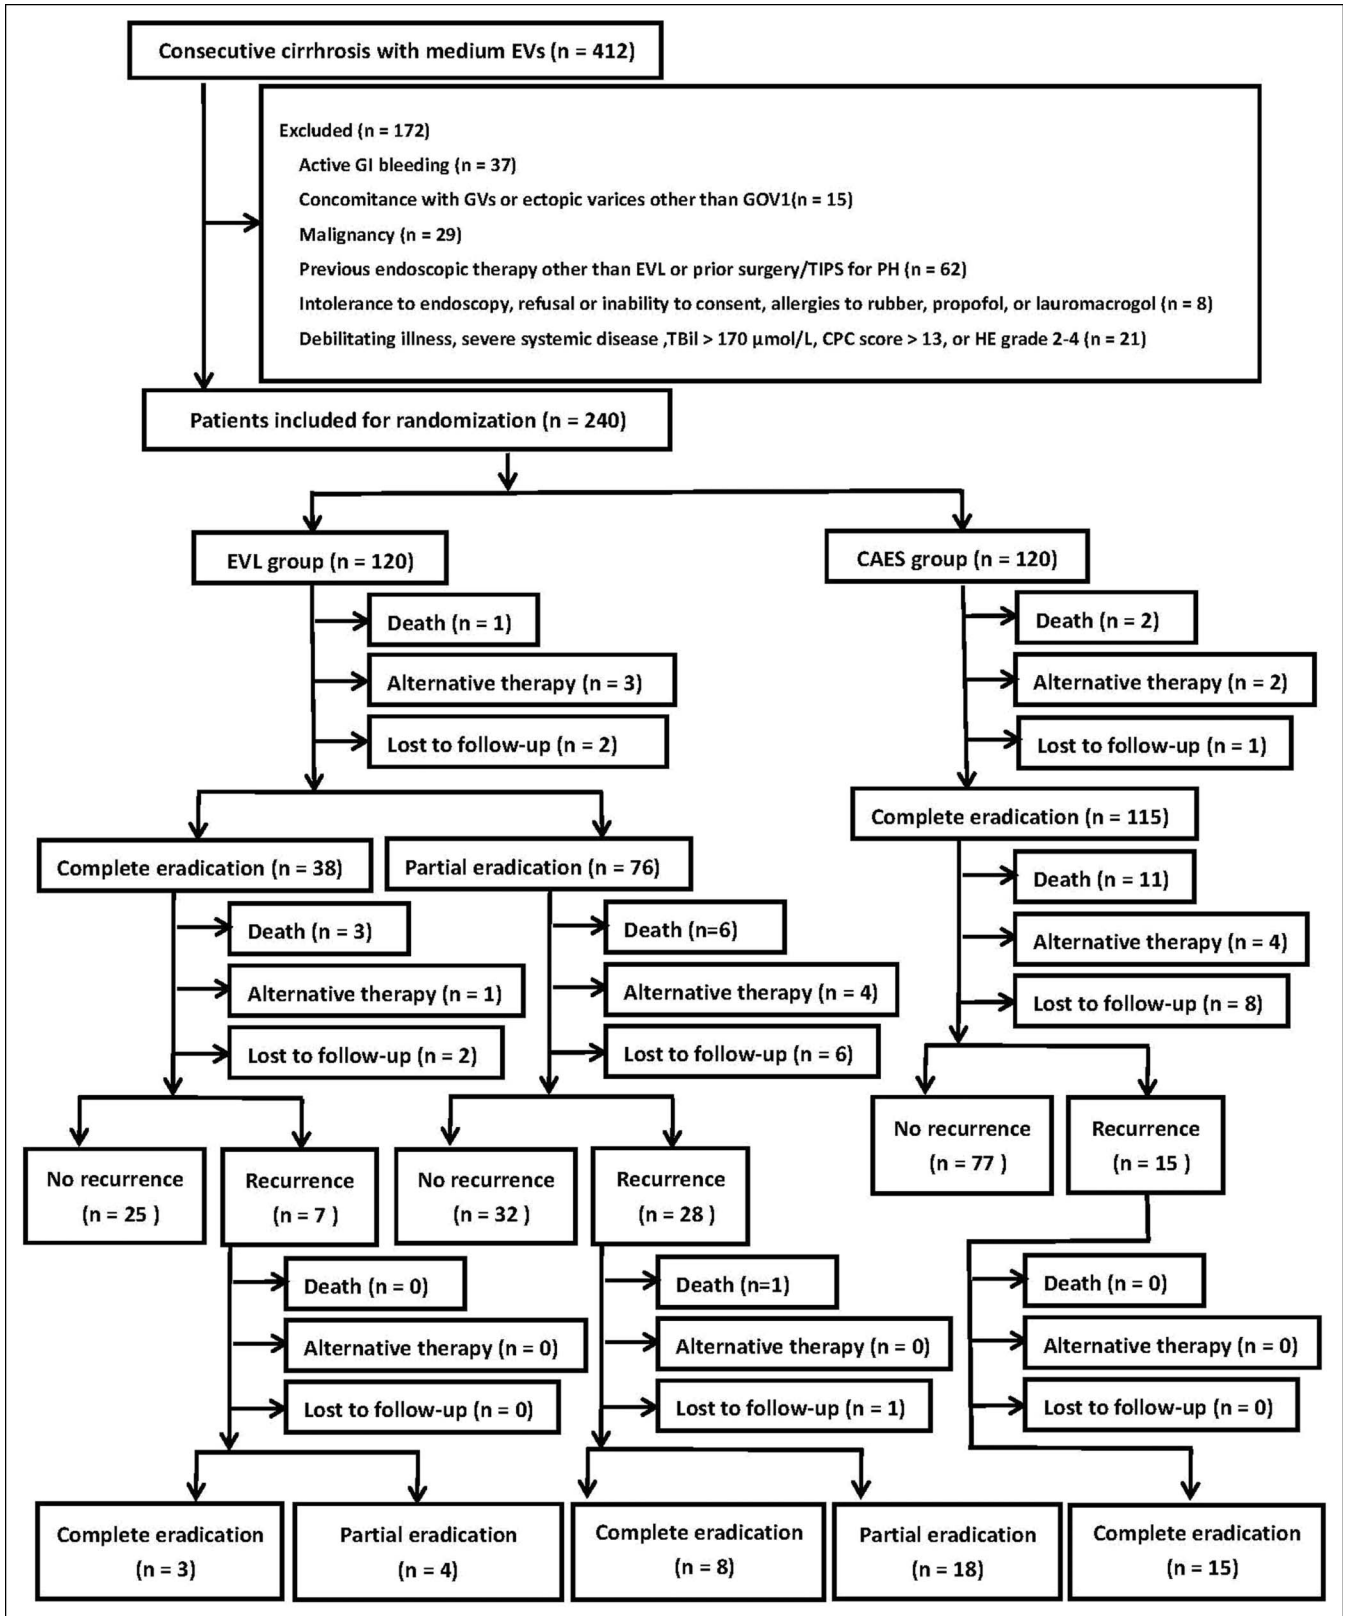 Consecutive cirrhosis with medium EVs (n = 412)
Excluded (n = 172)
Active GI bleeding (n = 37)
Concomitance with GVs or ectopic varices other than GOV1(n = 15)
Malignancy (n = 29)
Previous endoscopic therapy other than EVL or prior surgery/TIPS for PH (n = 62)
Intolerance to endoscopy, refusal or inability to consent, allergies to rubber, propofol, or lauromacrogol (n = 8)
Debilitating illness, severe systemic disease ,TBil > 170 μmol/L, CPC score > 13, or HE grade 2-4 (n = 21)
Patients included for randomization (n = 240)
EVL group (n = 120)
Death (n = 1)
Alternative therapy (n = 3)
Lost to follow-up (n = 2)
Complete eradication (n = 38)
Death (n = 3)
Alternative therapy (n = 1)
Lost to follow-up (n = 2)
No recurrence
(n = 25 )
Recurrence
(n = 7 )
Death (n = 0)
Alternative therapy (n = 0)
Lost to follow-up (n = 0)
Complete eradication
(n = 3)
Partial eradication
(n = 4)
Partial eradication (n = 76)
Death (n=6)
Alternative therapy (n = 4)
Lost to follow-up (n = 6)
No recurrence
(n = 32 )
Recurrence
(n = 28 )
Death (n=1)
Alternative therapy (n = 0)
Lost to follow-up (n = 1)
Complete eradication
(n = 8)
Partial eradication
(n = 18)
CAES group (n = 120)
Death (n = 2)
Alternative therapy (n = 2)
Lost to follow-up (n = 1)
Complete eradication (n = 115)
Death (n = 11)
Alternative therapy (n = 4)
Lost to follow-up (n = 8)
No recurrence
(n = 77 )
Recurrence
(n = 15 )
Death (n = 0)
Alternative therapy (n = 0)
Lost to follow-up (n = 0)
Complete eradication
(n = 15)